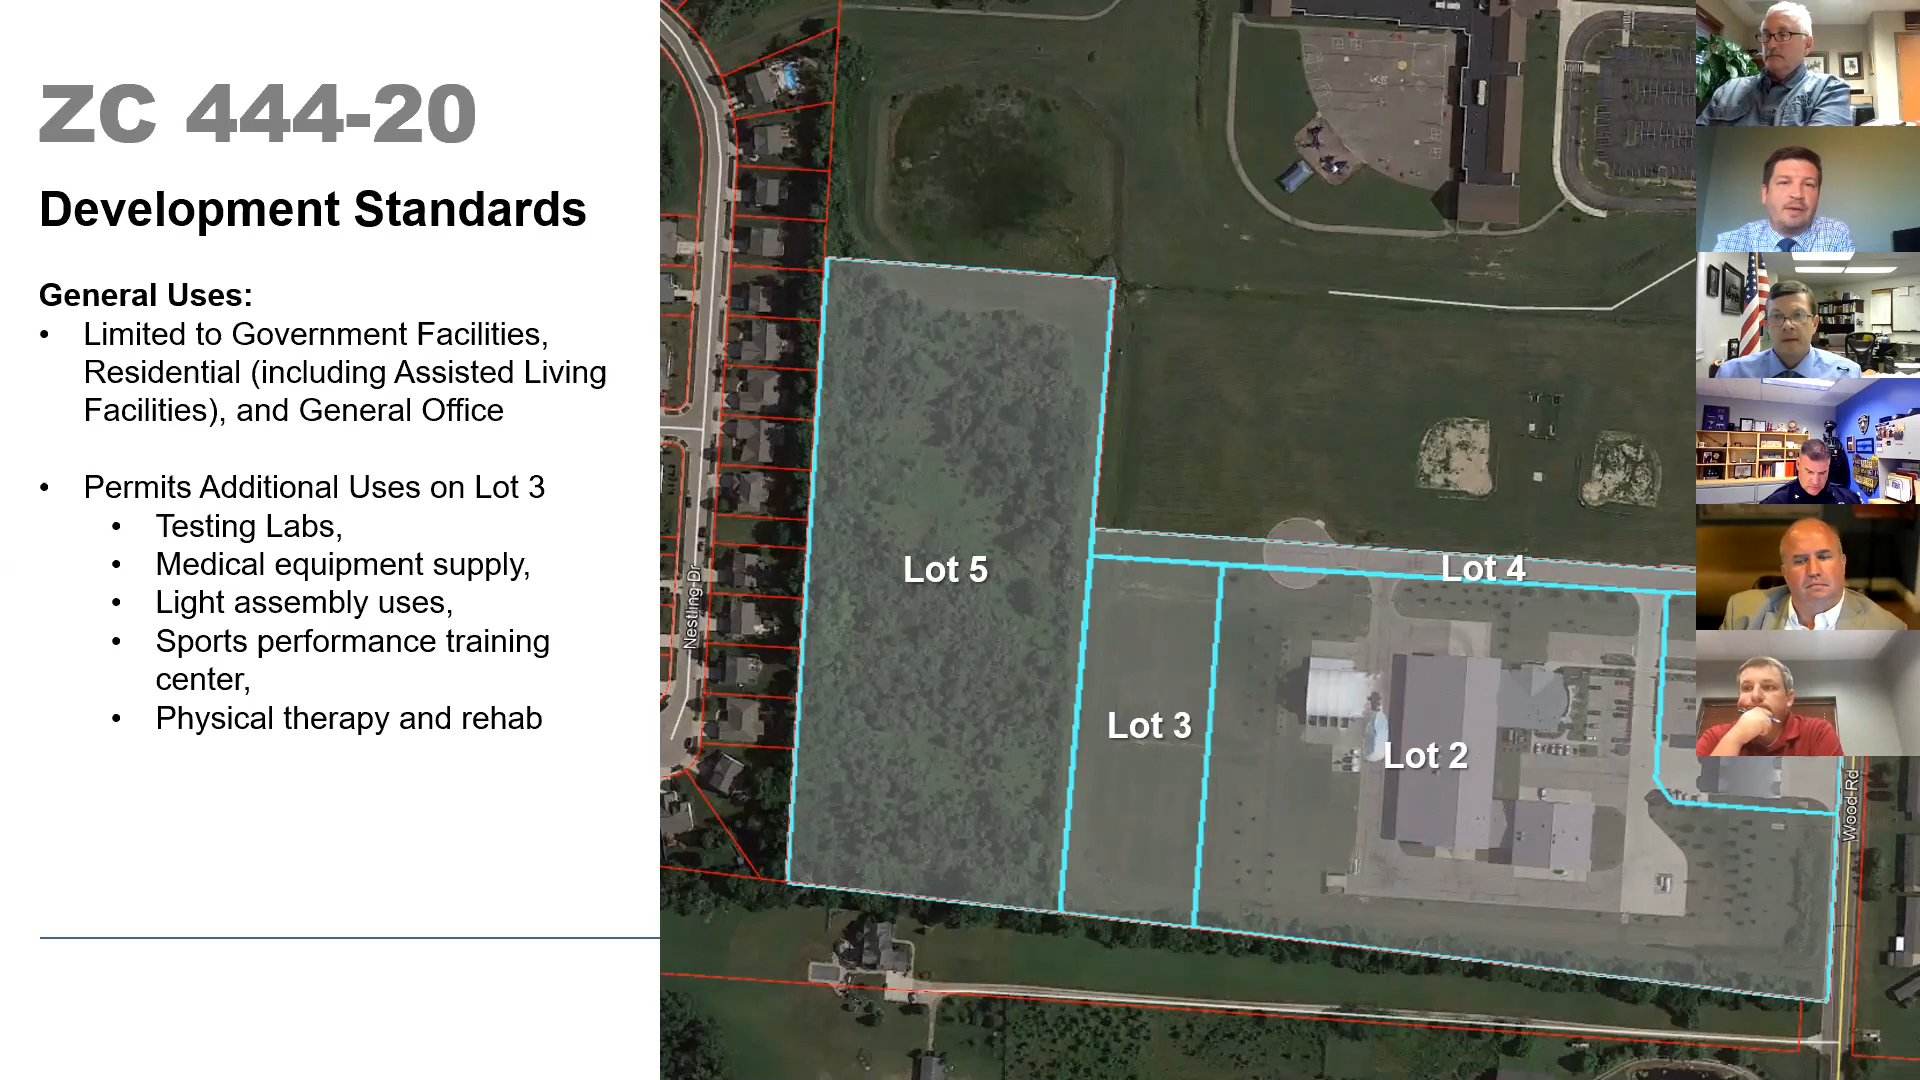 ZC 444-20
Development Standards
General Uses:
• Limited to Government Facilities,
Residential (including Assisted Living
Facilities), and General Office
• Permits Additional Uses on Lot 3
• Testing Labs,
• Medical equipment supply,
• Light assembly uses,
• Sports performance training
center,
• Physical therapy and rehab
Nestling Dr
Lot 5
Lot 4
Lot 3
Lot 2
Wood Rd